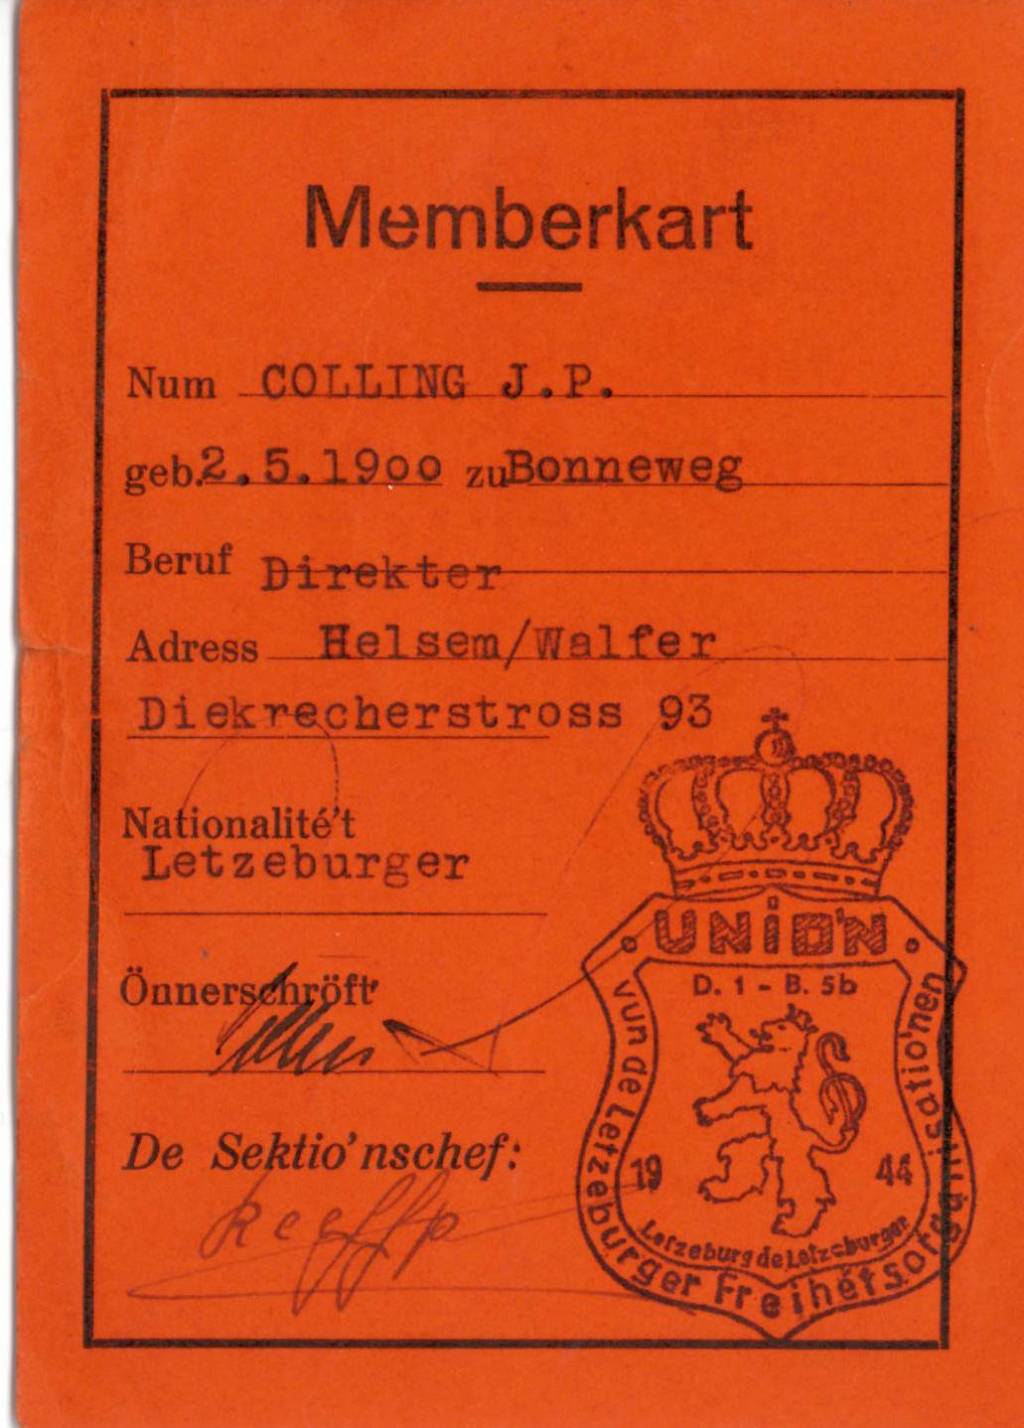 Memberkart
Num COLLING J.P.
geb. 2.5.19oo zu Bonneweg
Beruf Direkter
Adress Helsem/Walfer
Diekrecherstross 93
Nationalité't
Letzeburger
Önnerschröft
De Sektio'nschef:
UNiO'N
D. 1 - B. 5b
vun de Letzeburger Freihétsorganisatio'nen
19 44
Letzeburg de Letzeburger